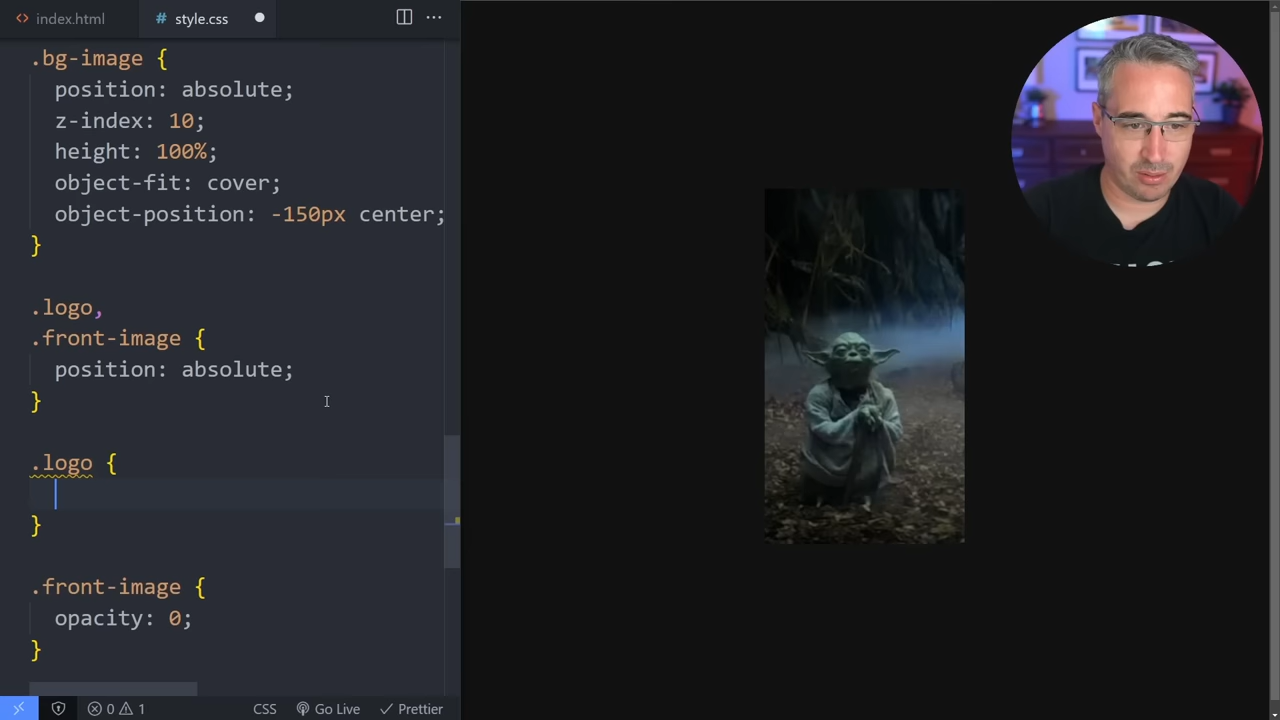 index.html
# style.css
.bg-image {
position: absolute;
z-index: 10;
height: 100%;
object-fit: cover;
object-position: -150px center;
}
.logo,
.front-image {
position: absolute;
}
.logo {
}
.front-image {
opacity: 0;
}
0 1
CSS
Go Live
Prettier